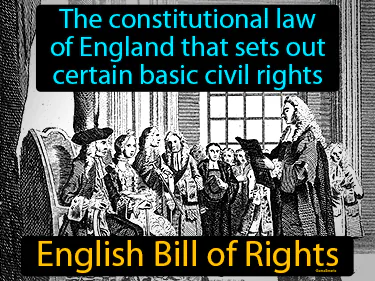 The constitutional law
of England that sets out
certain basic civil rights
English Bill of Rights